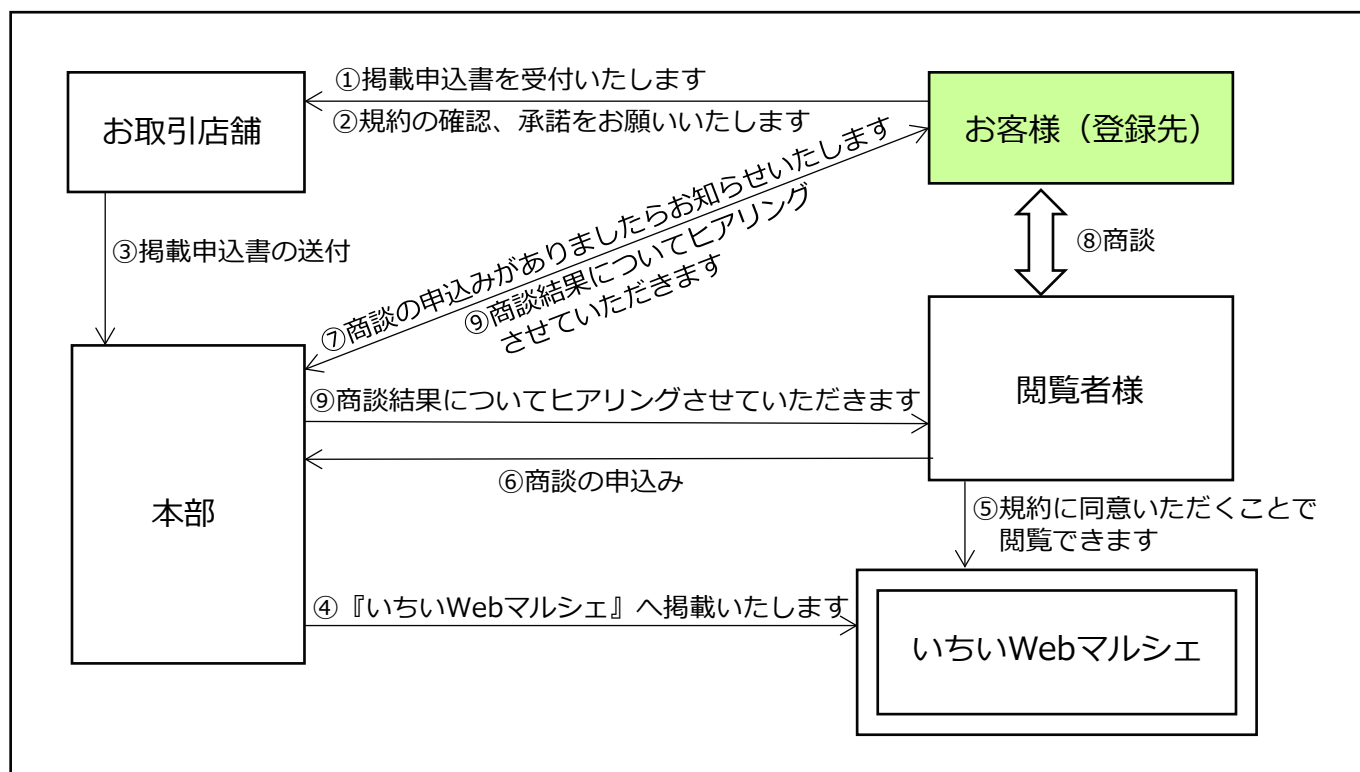 ①掲載申込書を受付いたします
お取引店舗
②規約の確認、承諾をお願いいたします
お客様（登録先）
⑦商談の申込みがありましたらお知らせいたします
⑨商談結果についてヒアリング
させていただきます
③掲載申込書の送付
⑧商談
閲覧者様
⑨商談結果についてヒアリングさせていただきます
⑥商談の申込み
本部
⑤規約に同意いただくことで
閲覧できます
④『いちいWebマルシェ』へ掲載いたします
いちいWebマルシェ